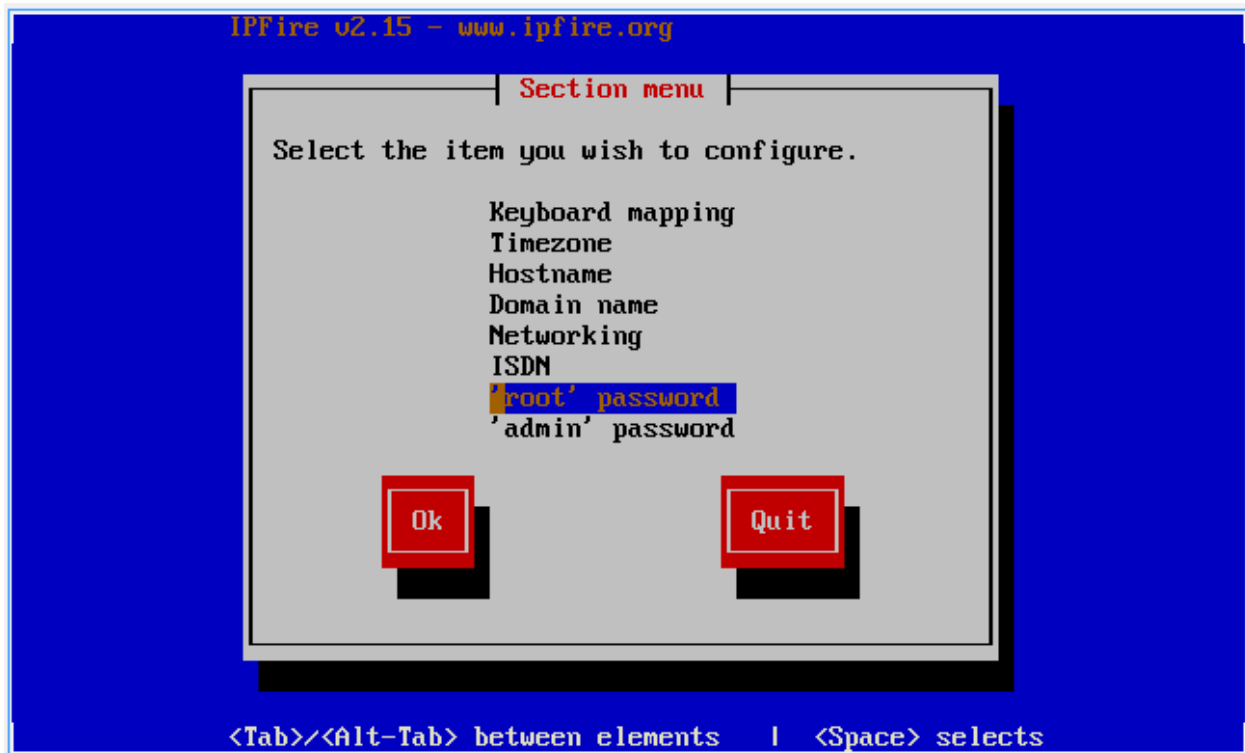 IPFire v2.15 - www.ipfire.org
Section menu
Select the item you wish to configure.
Keyboard mapping
Timezone
Hostname
Domain name
Networking
ISDN
'root' password
'admin' password
Ok Quit
<Tab>/<Alt-Tab> between elements | <Space> selects